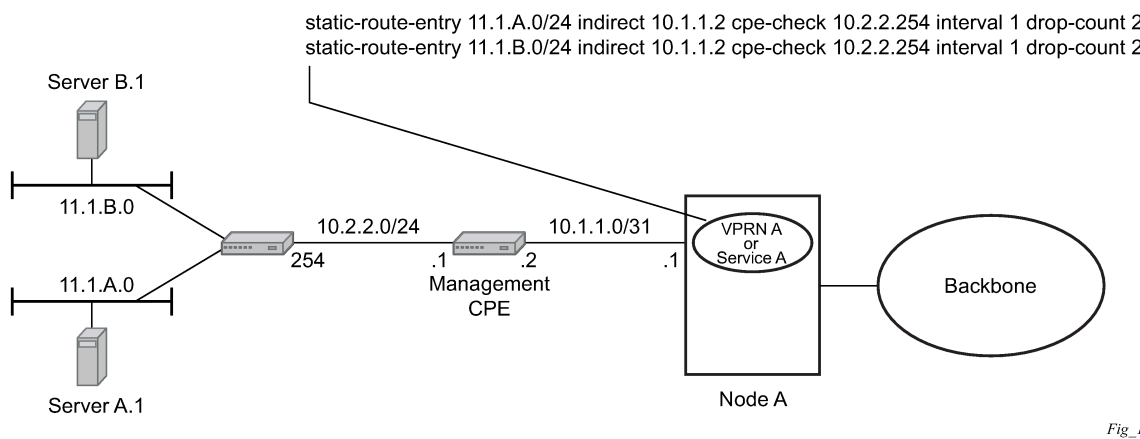 static-route-entry 11.1.A.0/24 indirect 10.1.1.2 cpe-check 10.2.2.254 interval 1 drop-count 2
static-route-entry 11.1.B.0/24 indirect 10.1.1.2 cpe-check 10.2.2.254 interval 1 drop-count 2
Server B.1
11.1.B.0
10.2.2.0/24
10.1.1.0/31
VPRN A
or
Service A
254
.1
.2
.1
Management
CPE
11.1.A.0
Backbone
Server A.1
Node A
Fig_1